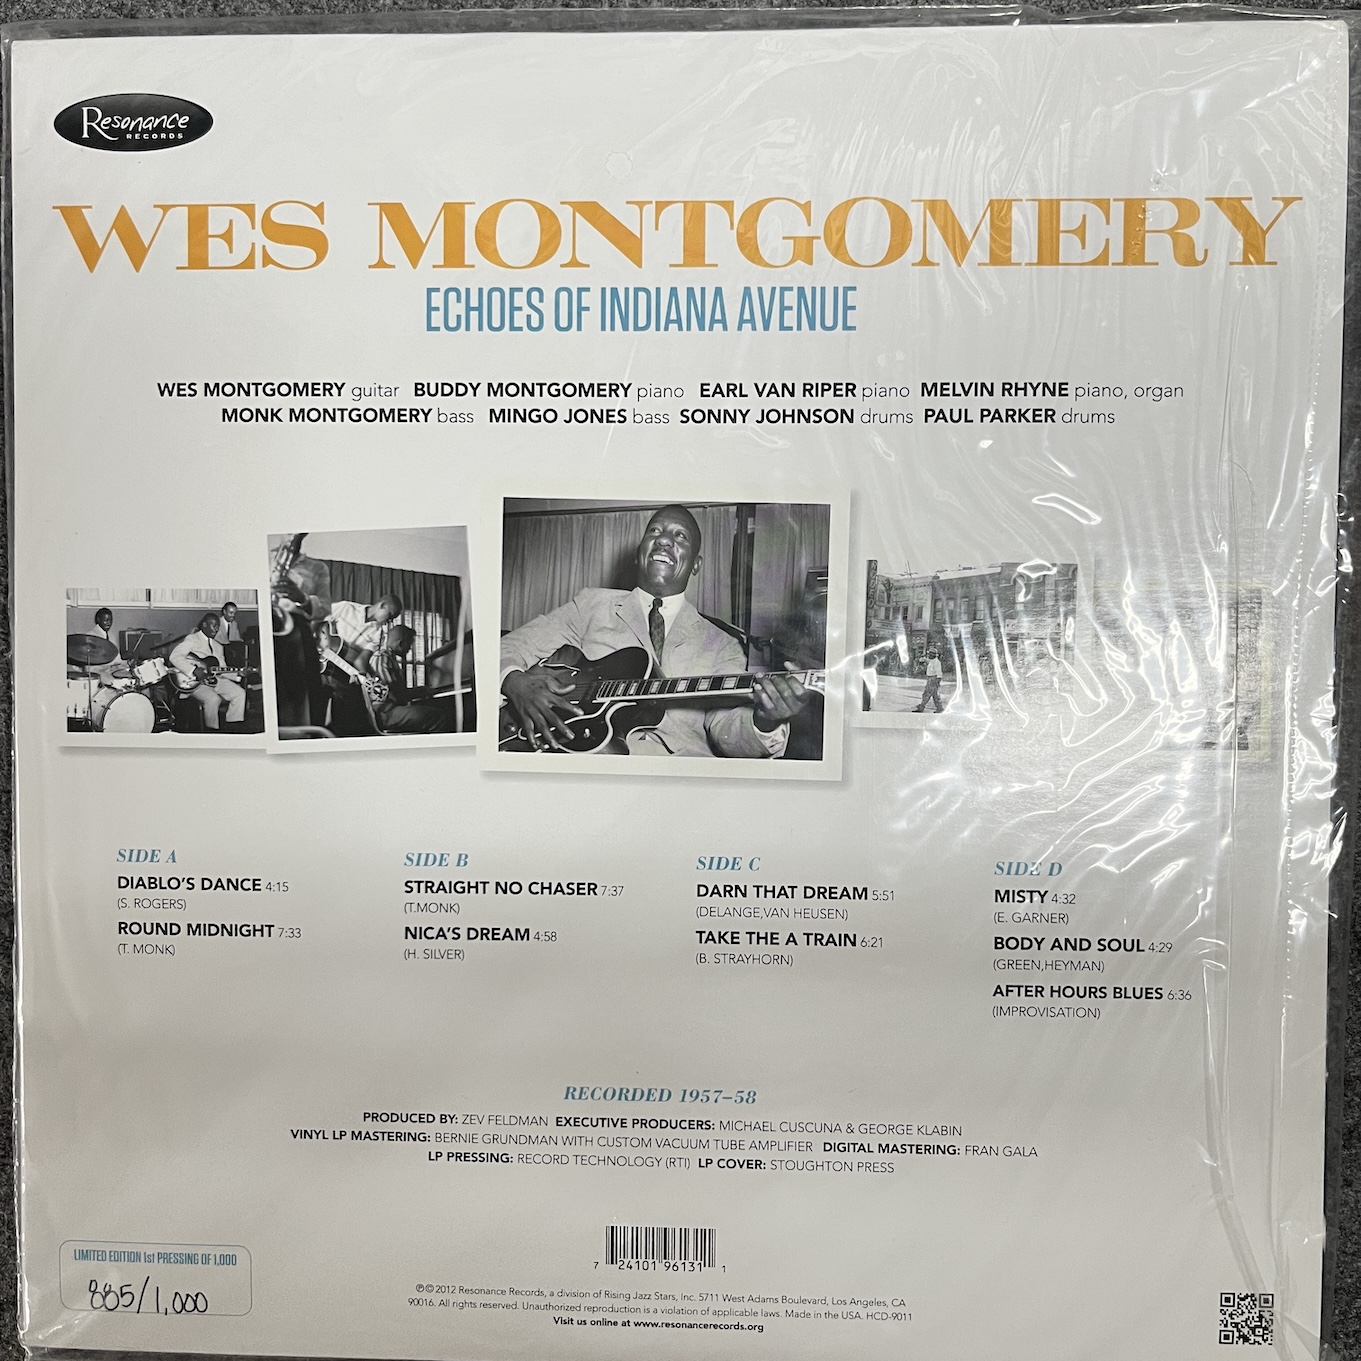 Resonance
RECORDS
WES MONTGOMERY
ECHOES OF INDIANA AVENUE
WES MONTGOMERY guitar BUDDY MONTGOMERY piano EARL VAN RIPER piano MELVIN RHYNE piano, organ
MONK MONTGOMERY bass MINGO JONES bass SONNY JOHNSON drums PAUL PARKER drums
SIDE A
DIABLO'S DANCE 4:15
(S. ROGERS)
ROUND MIDNIGHT 7:33
(T. MONK)
SIDE B
STRAIGHT NO CHASER 7:37
(T.MONK)
NICA'S DREAM 4:58
(H. SILVER)
SIDE C
DARN THAT DREAM 5:51
(DELANGE,VAN HEUSEN)
TAKE THE A TRAIN 6:21
(B. STRAYHORN)
SIDE D
MISTY 4:32
(E. GARNER)
BODY AND SOUL 4:29
(GREEN,HEYMAN)
AFTER HOURS BLUES 6:36
(IMPROVISATION)
RECORDED 1957–58
PRODUCED BY: ZEV FELDMAN EXECUTIVE PRODUCERS: MICHAEL CUSCUNA & GEORGE KLABIN
VINYL LP MASTERING: BERNIE GRUNDMAN WITH CUSTOM VACUUM TUBE AMPLIFIER DIGITAL MASTERING: FRAN GALA
LP PRESSING: RECORD TECHNOLOGY (RTI) LP COVER: STOUGHTON PRESS
LIMITED EDITION 1st PRESSING OF 1,000
885/1,000
7 24101 96131 1
℗©2012 Resonance Records, a division of Rising Jazz Stars, Inc. 5711 West Adams Boulevard, Los Angeles, CA
90016. All rights reserved. Unauthorized reproduction is a violation of applicable laws. Made in the USA. HCD-9011
Visit us online at www.resonancerecords.org